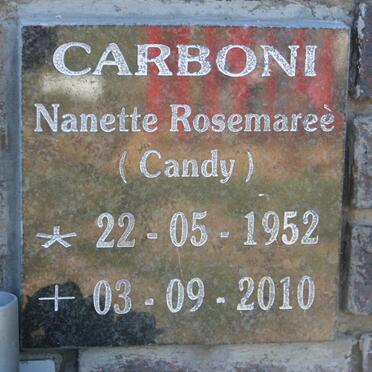 CARBONI
Nanette Rosemareè
( Candy )
* 22 - 05 - 1952
+ 03 - 09 - 2010